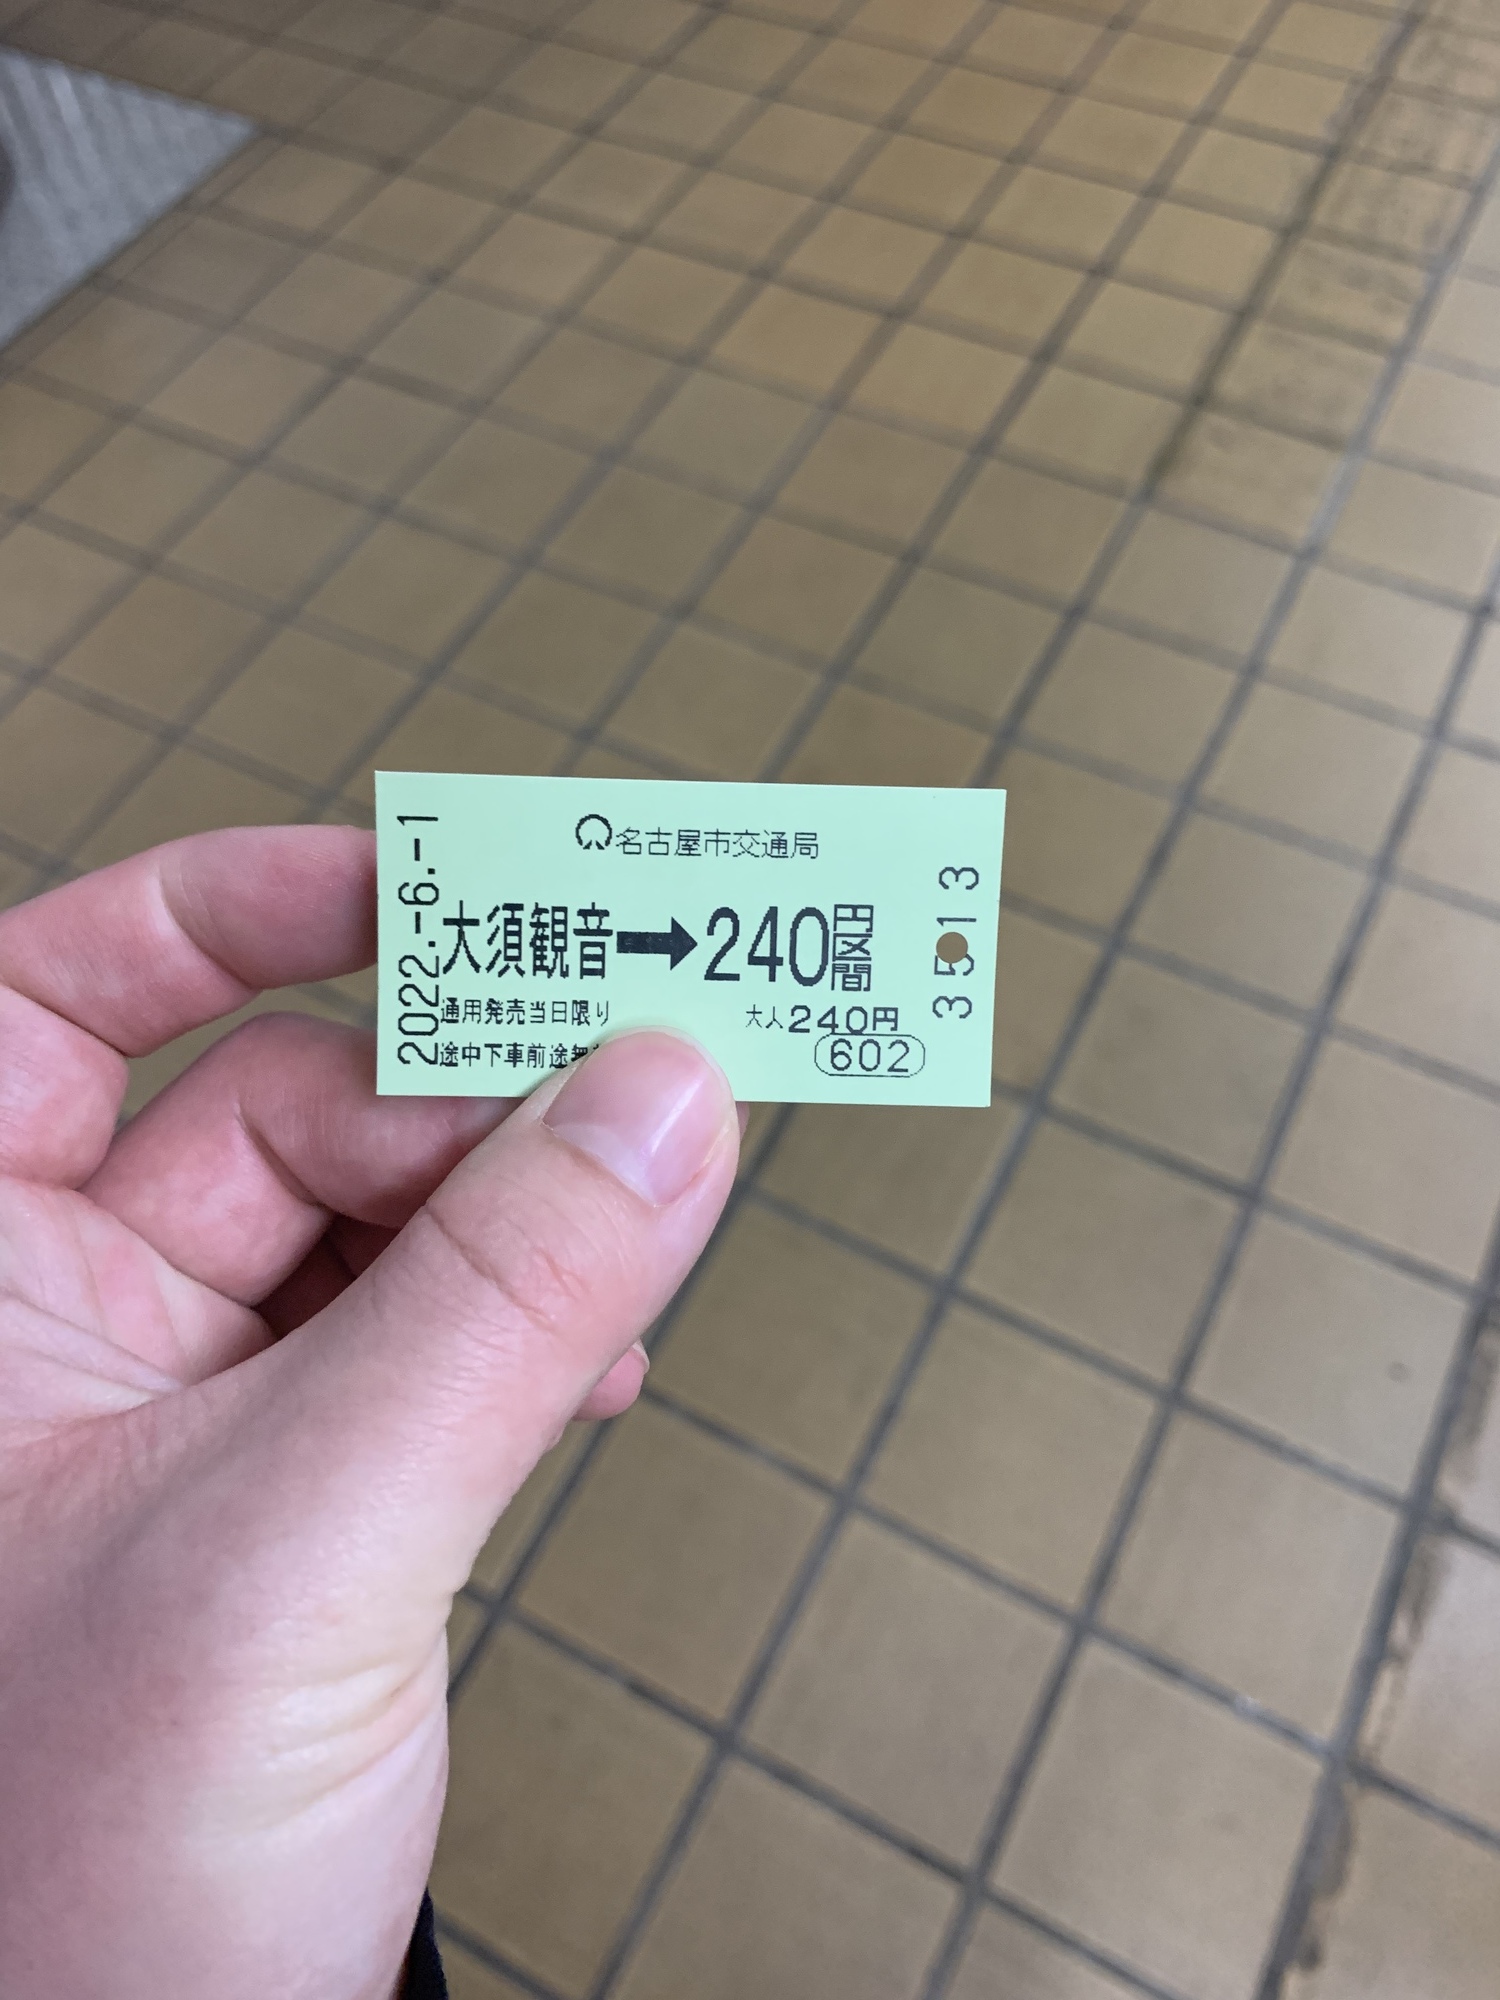 名古屋市交通局
大須観音➡240円区間
通用発売当日限り
大人240円
途中下車前途
602
2022.-6.-1
3513